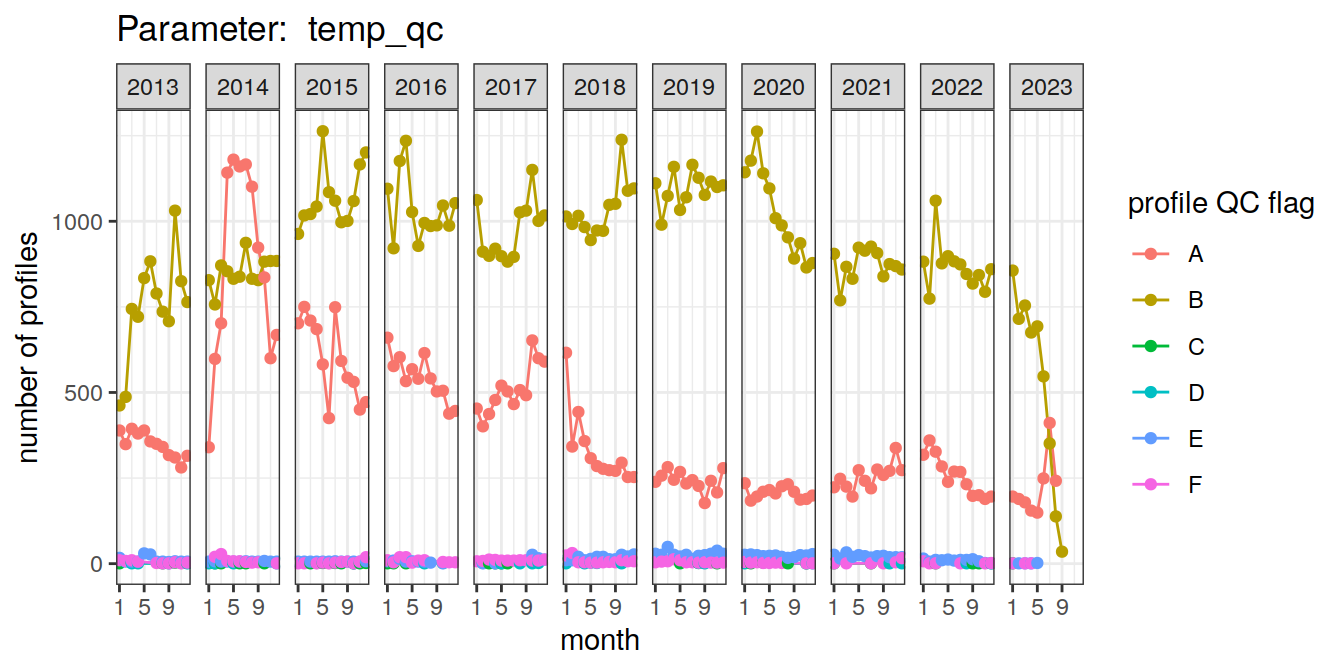 Parameter: temp_qc
2013 2014 2015 2016 2017 2018 2019 2020 2021 2022 2023
number of profiles
1000
500
0
1 5 9 1 5 9 1 5 9 1 5 9 1 5 9 1 5 9 1 5 9 1 5 9 1 5 9 1 5 9 1 5 9
month
profile QC flag
A
B
C
D
E
F